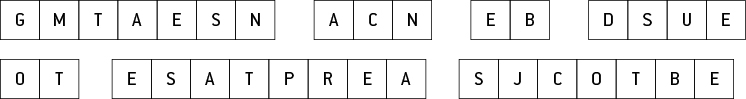 GMTAESN ACN EB DSUE
OT ESATPREA SJCOTBE